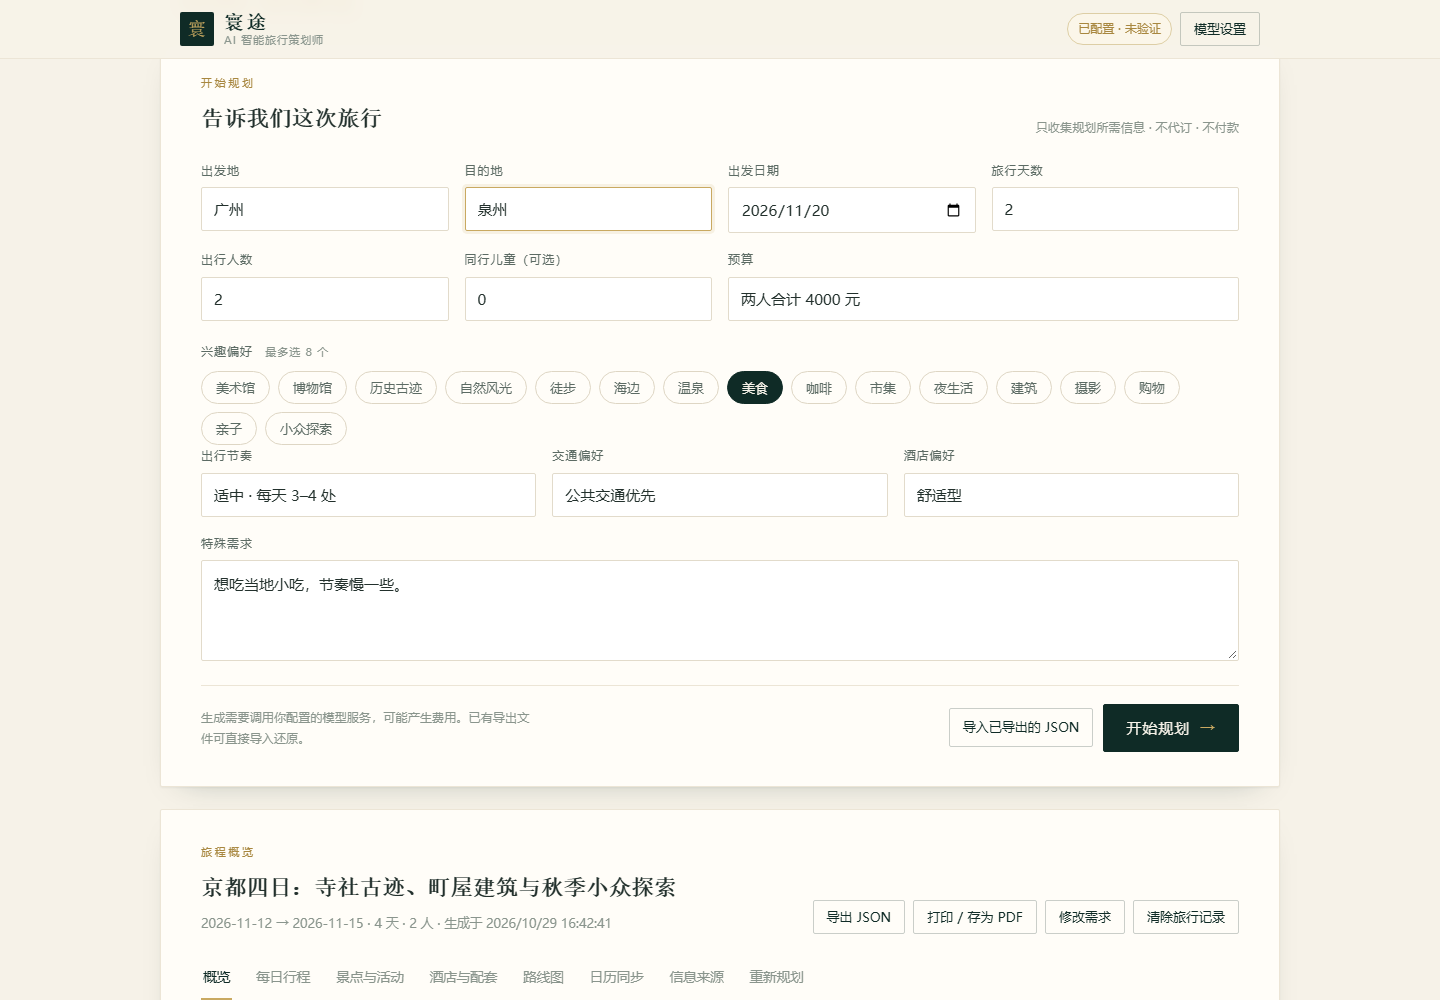 寰
寰途
AI 智能旅行策划师
已配置 · 未验证
模型设置
开始规划
告诉我们这次旅行
只收集规划所需信息 · 不代订 · 不付款
出发地
目的地
出发日期
旅行天数
广州
泉州
2026/11/20
2
出行人数
同行儿童（可选）
预算
2
0
两人合计 4000 元
兴趣偏好 最多选 8 个
美术馆 博物馆 历史古迹 自然风光 徒步 海边 温泉 美食 咖啡 市集 夜生活 建筑 摄影 购物
亲子 小众探索
出行节奏
交通偏好
酒店偏好
适中 · 每天 3–4 处
公共交通优先
舒适型
特殊需求
想吃当地小吃，节奏慢一些。
生成需要调用你配置的模型服务，可能产生费用。已有导出文
件可直接导入还原。
导入已导出的 JSON
开始规划 →
旅程概览
京都四日：寺社古迹、町屋建筑与秋季小众探索
2026-11-12 → 2026-11-15 · 4 天 · 2 人 · 生成于 2026/10/29 16:42:41
导出 JSON
打印 / 存为 PDF
修改需求
清除旅行记录
概览 每日行程 景点与活动 酒店与配套 路线图 日历同步 信息来源 重新规划